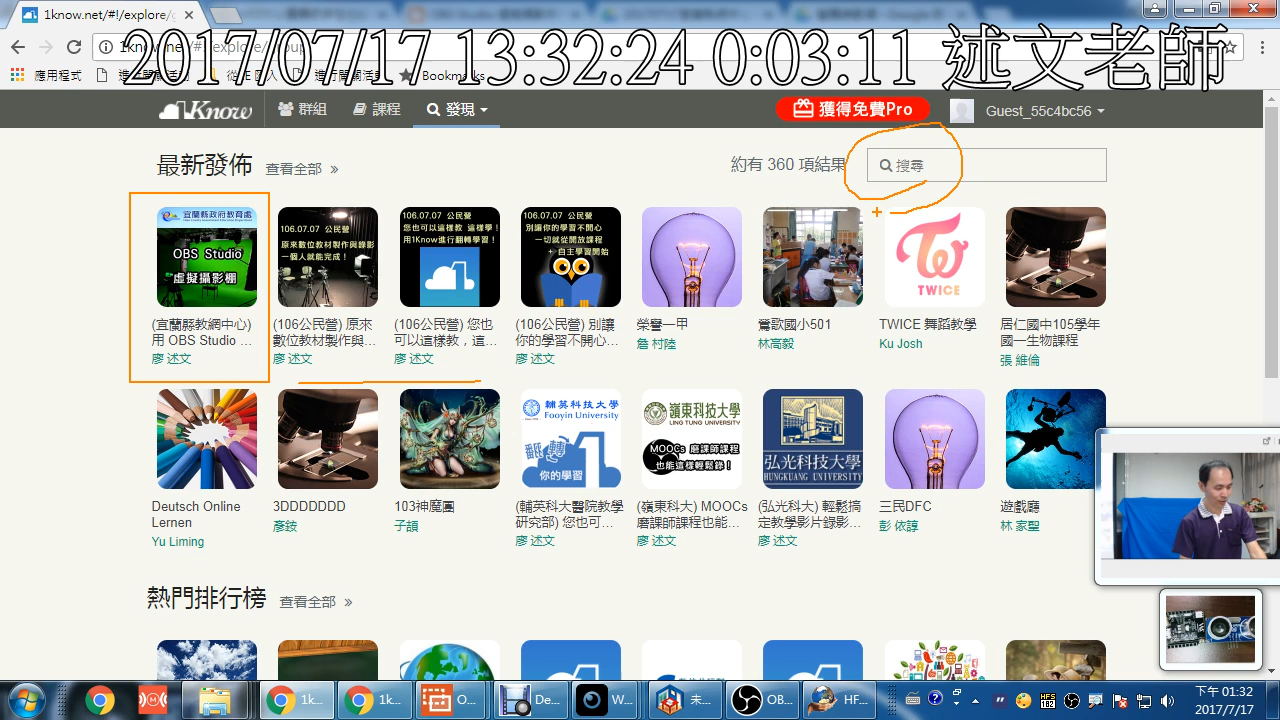 1know.net/#!/explore/g
1know.net/#!/explore/group
2017/07/17 13:32:24 0:03:11 述文老師
應用程式
Bookmarks
1Know
群組
課程
發現
獲得免費Pro
Guest_55c4bc56
最新發佈 查看全部 »
約有 360 項結果
搜尋
宜蘭縣政府教育處
OBS Studio
虛擬攝影棚
106.07.07 公民營
原來數位教材製作與錄影
一個人就能完成！
106.07.07 公民營
您也可以這樣教 這樣學！
用1Know進行翻轉學習！
106.07.07 公民營
別讓你的學習不開心
一切就從開放課程
+ 自主學習開始
TWICE
(宜蘭縣教網中心)
用 OBS Studio ...
廖 述文
(106公民營) 原來
數位教材製作與...
廖 述文
(106公民營) 您也
可以這樣教，這...
廖 述文
(106公民營) 別讓
你的學習不開心...
廖 述文
榮譽一甲
詹 村陸
鶯歌國小501
林高毅
TWICE 舞蹈教學
Ku Josh
居仁國中105學年
國一生物課程
張 維倫
輔英科技大學
Fooyin University
翻轉
你的學習
嶺東科技大學
LING TUNG UNIVERSITY
MOOCs 磨課師課程
也能這樣輕鬆錄！
弘光科技大學
HUNGKUANG UNIVERSITY
Deutsch Online
Lernen
Yu Liming
3DDDDDDD
彥銨
103神魔團
子頡
(輔英科大醫院教學
研究部) 您也可...
廖 述文
(嶺東科大) MOOCs
磨課師課程也能...
廖 述文
(弘光科大) 輕鬆搞
定教學影片錄影...
廖 述文
三民DFC
彭 依諄
遊戲廳
林 家聖
熱門排行榜 查看全部 »
1k...
1k...
O...
De...
W...
未...
OB...
HF...
HFS
182
下午 01:32
2017/7/17